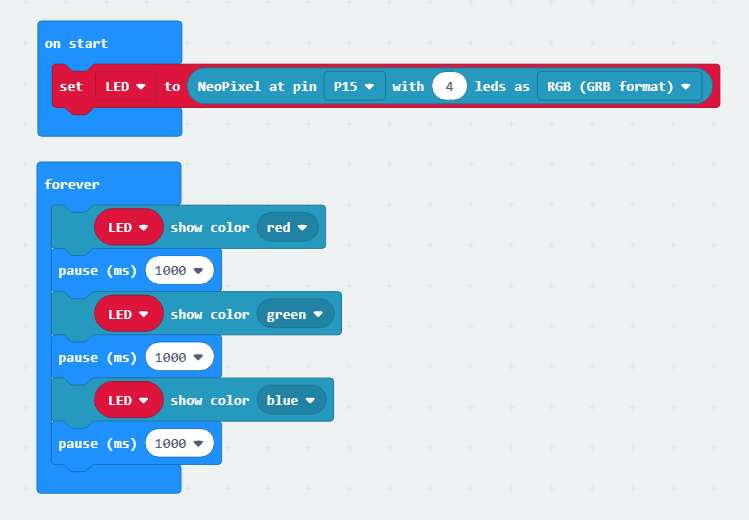 on start
set LED to NeoPixel at pin P15 with 4 leds as RGB (GRB format)
forever
LED show color red
pause (ms) 1000
LED show color green
pause (ms) 1000
LED show color blue
pause (ms) 1000